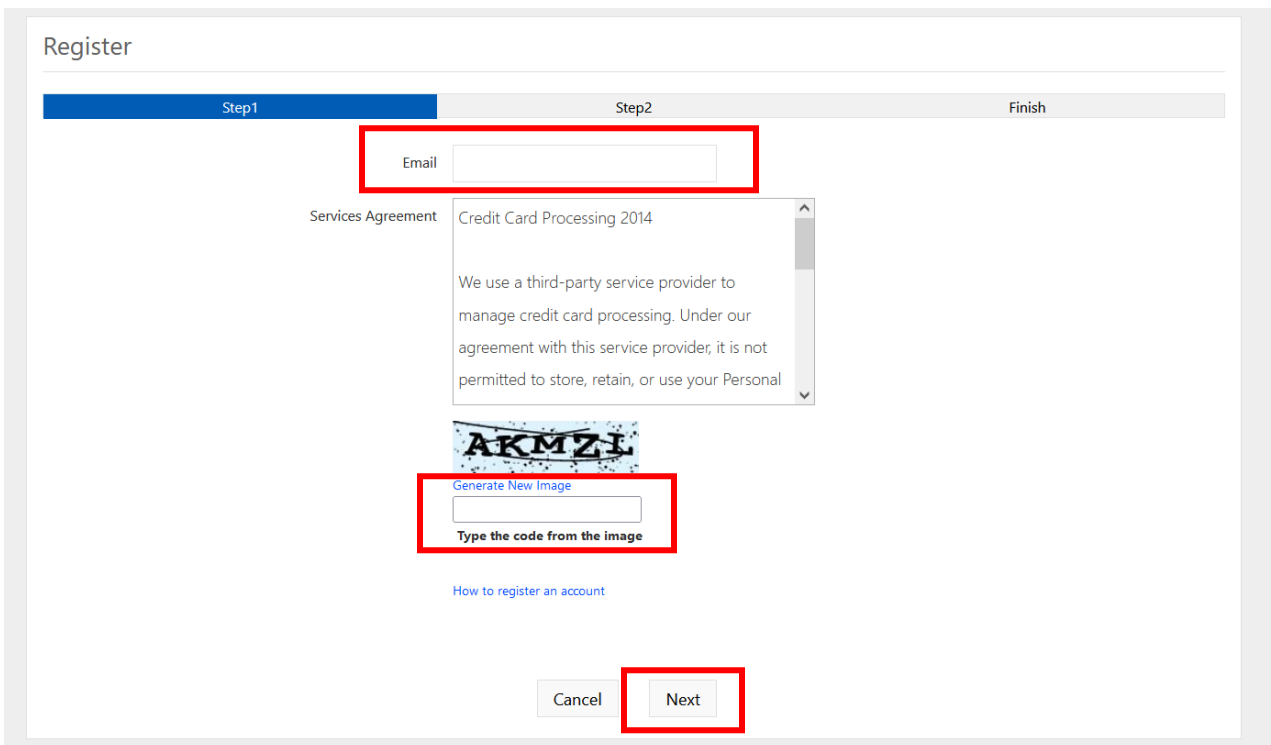 Register
Step1 Step2 Finish
Email
Services Agreement
Credit Card Processing 2014
We use a third-party service provider to
manage credit card processing. Under our
agreement with this service provider, it is not
permitted to store, retain, or use your Personal
AKMZL
Generate New Image
Type the code from the image
How to register an account
Cancel Next